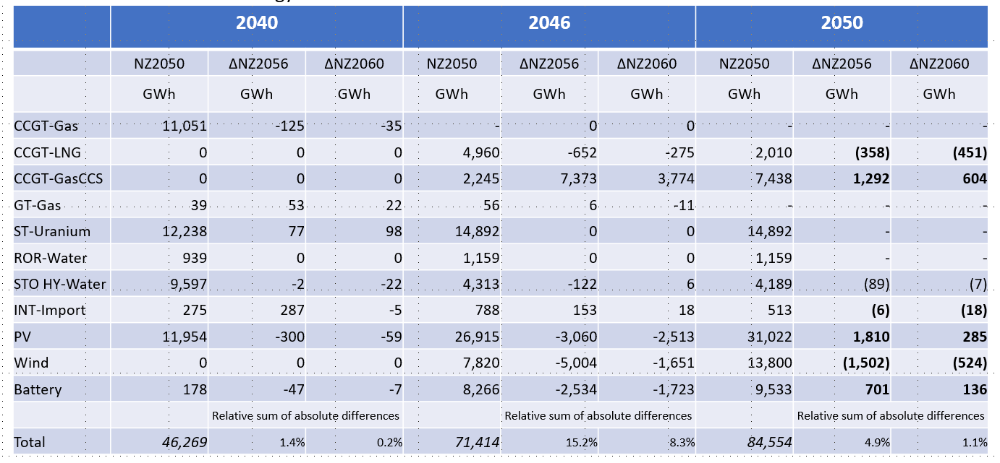 2040 2046 2050
NZ2050 ΔNZ2056 ΔNZ2060 NZ2050 ΔNZ2056 ΔNZ2060 NZ2050 ΔNZ2056 ΔNZ2060
GWh GWh GWh GWh GWh GWh GWh GWh GWh
CCGT-Gas 11,051 -125 -35 - 0 0 - - -
CCGT-LNG 0 0 0 4,960 -652 -275 2,010 (358) (451)
CCGT-GasCCS 0 0 0 2,245 7,373 3,774 7,438 1,292 604
GT-Gas 39 53 22 56 6 -11 - - -
ST-Uranium 12,238 77 98 14,892 0 0 14,892 - -
ROR-Water 939 0 0 1,159 0 0 1,159 - -
STO HY-Water 9,597 -2 -22 4,313 -122 6 4,189 (89) (7)
INT-Import 275 287 -5 788 153 18 513 (6) (18)
PV 11,954 -300 -59 26,915 -3,060 -2,513 31,022 1,810 285
Wind 0 0 0 7,820 -5,004 -1,651 13,800 (1,502) (524)
Battery 178 -47 -7 8,266 -2,534 -1,723 9,533 701 136
Relative sum of absolute differences Relative sum of absolute differences Relative sum of absolute differences
Total 46,269 1.4% 0.2% 71,414 15.2% 8.3% 84,554 4.9% 1.1%